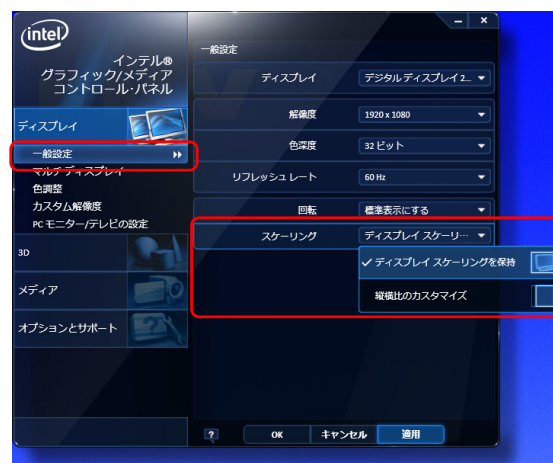 intel
インテル®
グラフィック/メディア
コントロール·パネル
ディスプレイ
一般設定
マルチディスプレイ
色調整
カスタム解像度
PC モニター/テレビの設定
3D
メディア
オプションとサポート
一般設定
ディスプレイ デジタルディスプレイ 2...
解像度 1920 x 1080
色深度 32 ビット
リフレッシュ レート 60 Hz
回転 標準表示にする
スケーリング ディスプレイ スケーリ...
✓ ディスプレイ スケーリングを保持
縦横比のカスタマイズ
? OK キャンセル 適用